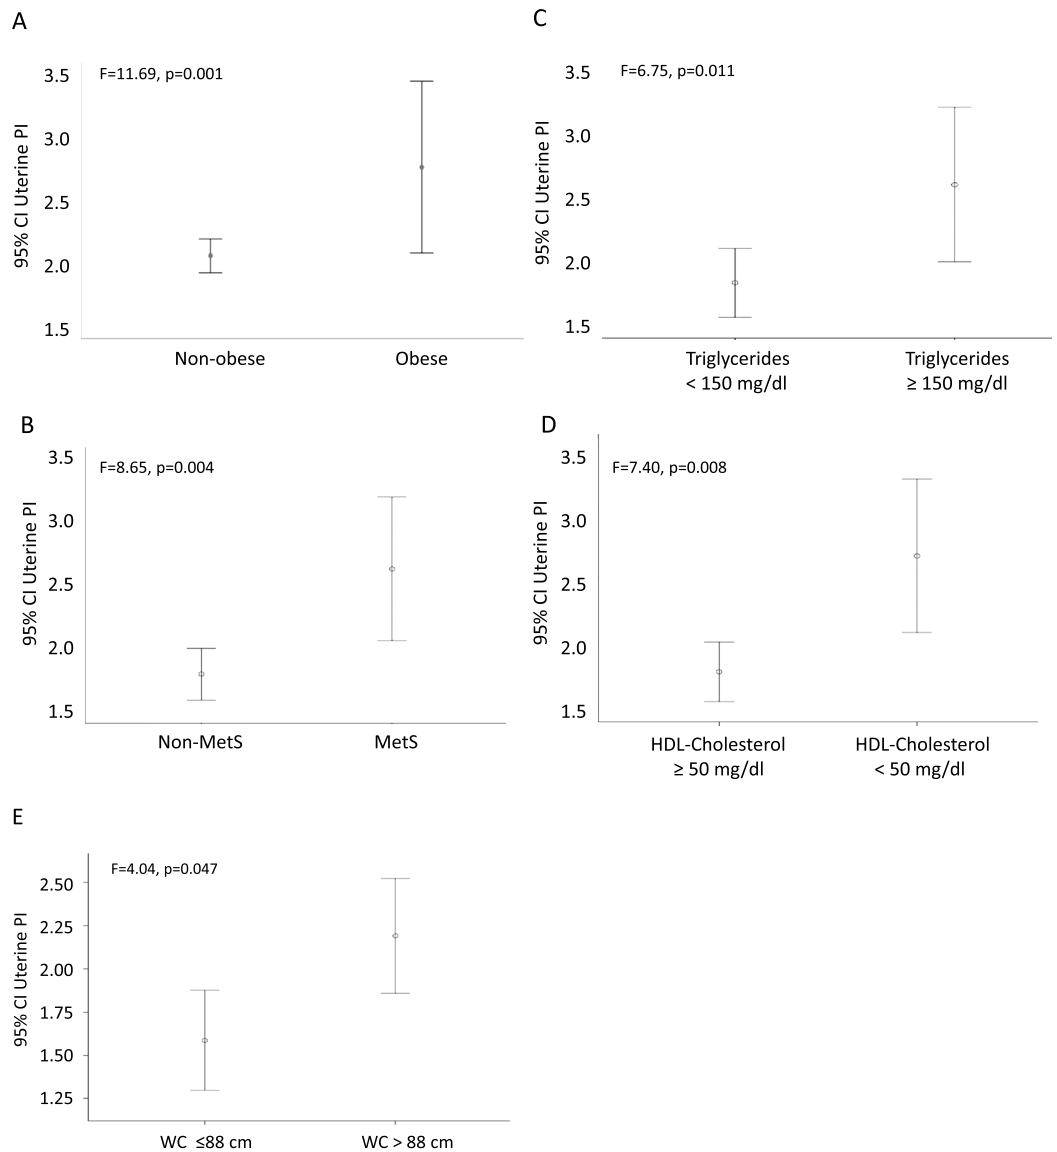 A
F=11.69, p=0.001
95% CI Uterine PI
3.5
3.0
2.5
2.0
1.5
Non-obese
Obese
C
F=6.75, p=0.011
95% CI Uterine PI
3.5
3.0
2.5
2.0
1.5
Triglycerides
< 150 mg/dl
Triglycerides
≥ 150 mg/dl
B
F=8.65, p=0.004
95% CI Uterine PI
3.5
3.0
2.5
2.0
1.5
Non-MetS
MetS
D
F=7.40, p=0.008
95% CI Uterine PI
3.5
3.0
2.5
2.0
1.5
HDL-Cholesterol
≥ 50 mg/dl
HDL-Cholesterol
< 50 mg/dl
E
F=4.04, p=0.047
95% CI Uterine PI
2.50
2.25
2.00
1.75
1.50
1.25
WC ≤88 cm
WC > 88 cm